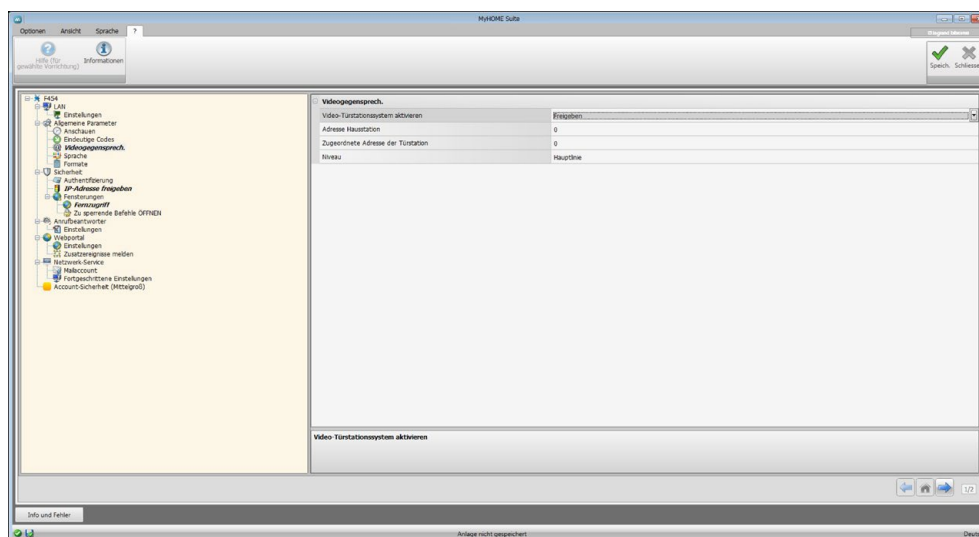 MyHOME Suite
Optionen Ansicht Sprache ?
Hilfe (für gewählte Vorrichtung)
Informationen
Speich.
Schliesse
F454
LAN
Einstellungen
Allgemeine Parameter
Anschauen
Eindeutige Codes
Videogegensprech.
Sprache
Formate
Sicherheit
Authentifizierung
IP-Adresse freigeben
Fensterungen
Fernzugriff
Zu sperrende Befehle ÖFFNEN
Anrufbeantworter
Einstellungen
Webportal
Einstellungen
Zusatzereignisse melden
Netzwerk-Service
Mailaccount
Fortgeschrittene Einstellungen
Account-Sicherheit (Mittelgroß)
Videogegensprech.
Video-Türstationssystem aktivieren Freigeben
Adresse Hausstation 0
Zugeordnete Adresse der Türstation 0
Niveau Hauptlinie
Video-Türstationssystem aktivieren
1/2
Info und Fehler
Anlage nicht gespeichert